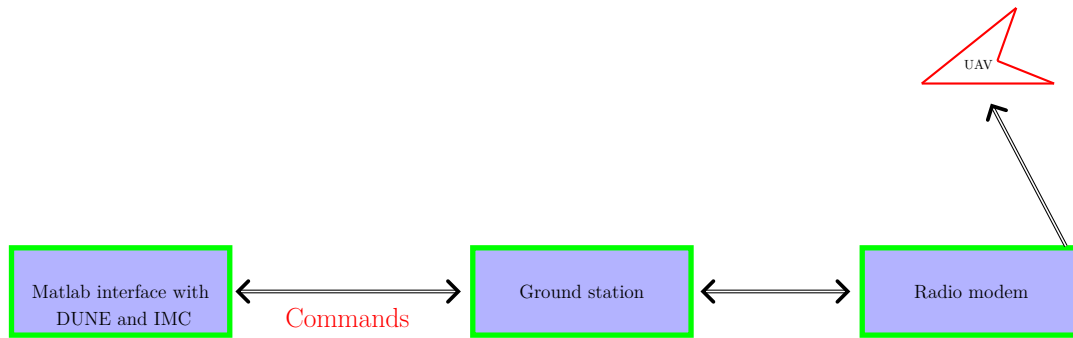 UAV
Matlab interface with
DUNE and IMC
Commands
Ground station
Radio modem